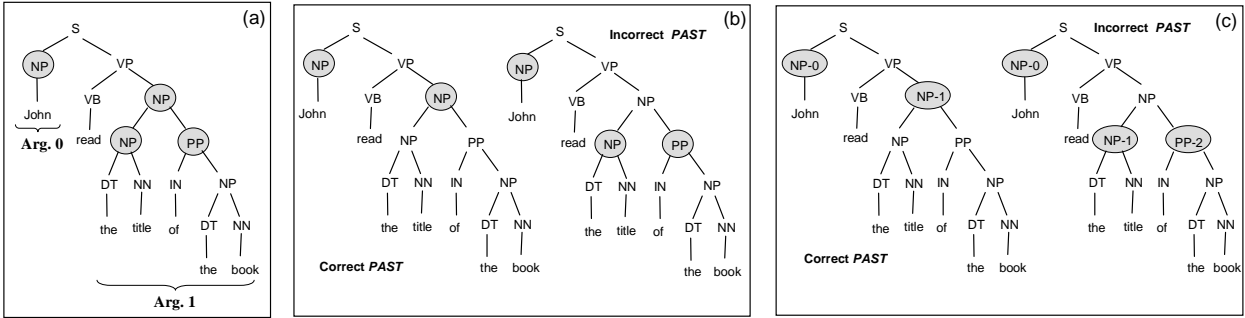 (a)
S
NP VP
John VB NP
Arg. 0 read NP PP
DT NN IN NP
the title of DT NN
the book
Arg. 1
(b)
S
NP VP
John VB NP
read NP PP
DT NN IN NP
the title of DT NN
the book
Correct PAST
Incorrect PAST
S
NP VP
John VB NP
read NP PP
DT NN IN NP
the title of DT NN
the book
(c)
S
NP-0 VP
John VB NP-1
read NP PP
DT NN IN NP
the title of DT NN
the book
Correct PAST
Incorrect PAST
S
NP-0 VP
John VB NP
read NP-1 PP-2
DT NN IN NP
the title of DT NN
the book